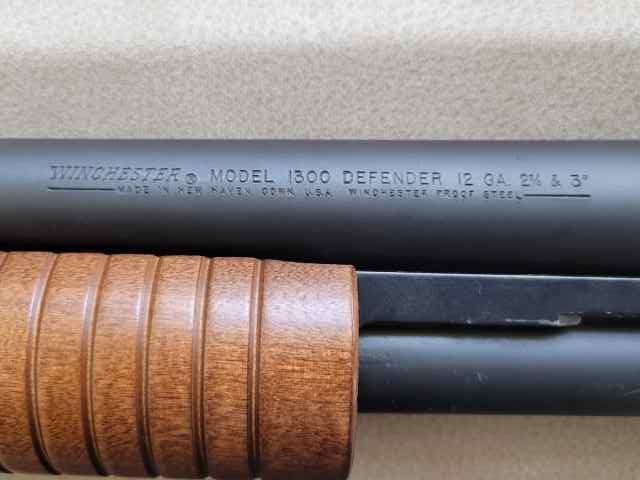 WINCHESTER® MODEL 1300 DEFENDER 12 GA. 2¾ & 3"
MADE IN NEW HAVEN CONN. U.S.A. WINCHESTER PROOF STEEL